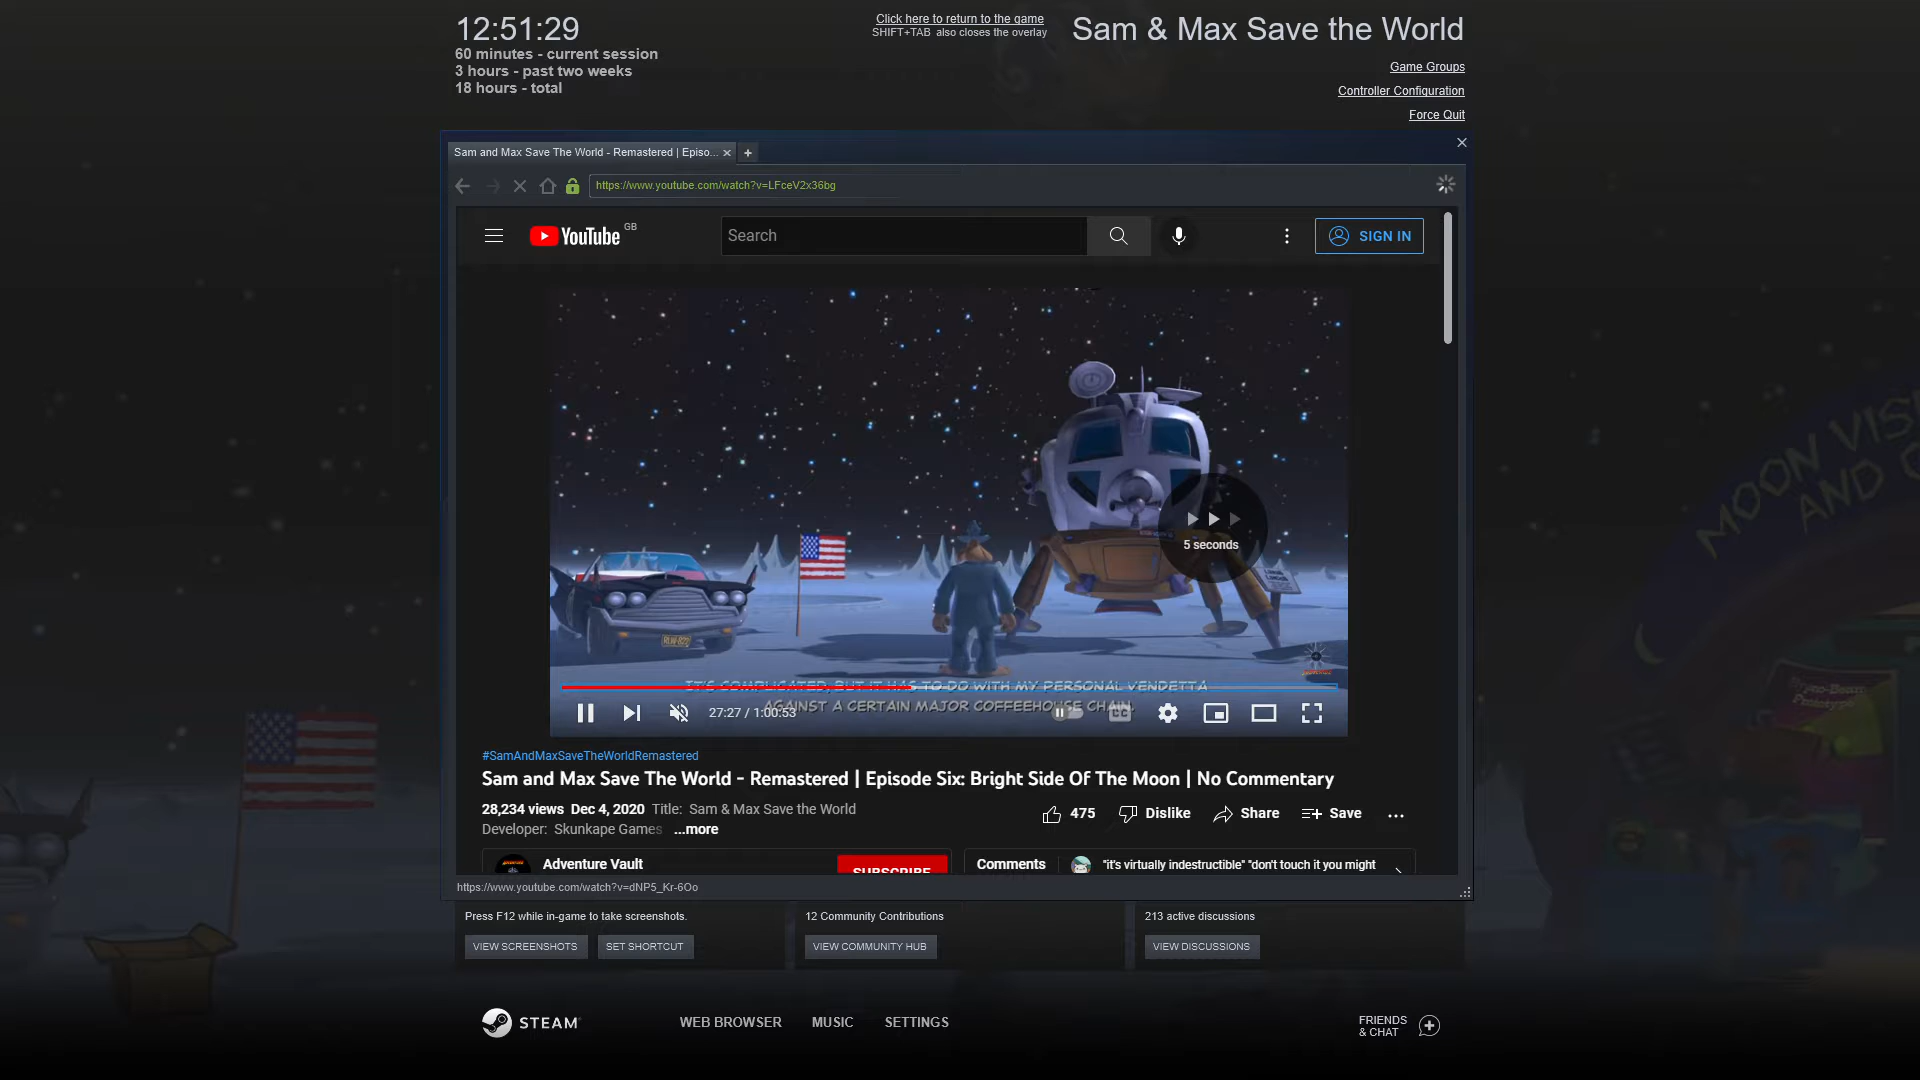 12:51:29
60 minutes - current session
3 hours - past two weeks
18 hours - total
Click here to return to the game
SHIFT+TAB also closes the overlay
Sam & Max Save the World
Game Groups
Controller Configuration
Force Quit
Sam and Max Save The World - Remastered | Episo...
https://www.youtube.com/watch?v=LFceV2x36bg
YouTube GB
Search
SIGN IN
MOON VIS
AND
5 seconds
IT'S COMPLICATED, BUT IT HAS TO DO WITH MY PERSONAL VENDETTA
AGAINST A CERTAIN MAJOR COFFEEHOUSE CHAIN.
27:27 / 1:00:53
CC
#SamAndMaxSaveTheWorldRemastered
Sam and Max Save The World - Remastered | Episode Six: Bright Side Of The Moon | No Commentary
28,234 views Dec 4, 2020 Title: Sam & Max Save the World
Developer: Skunkape Games ...more
475 Dislike Share Save ...
Adventure Vault
SUBSCRIBE
Comments
"it's virtually indestructible" "don't touch it you might
https://www.youtube.com/watch?v=dNP5_Kr-6Oo
Press F12 while in-game to take screenshots.
VIEW SCREENSHOTS
SET SHORTCUT
12 Community Contributions
VIEW COMMUNITY HUB
213 active discussions
VIEW DISCUSSIONS
STEAM
WEB BROWSER
MUSIC
SETTINGS
FRIENDS
& CHAT